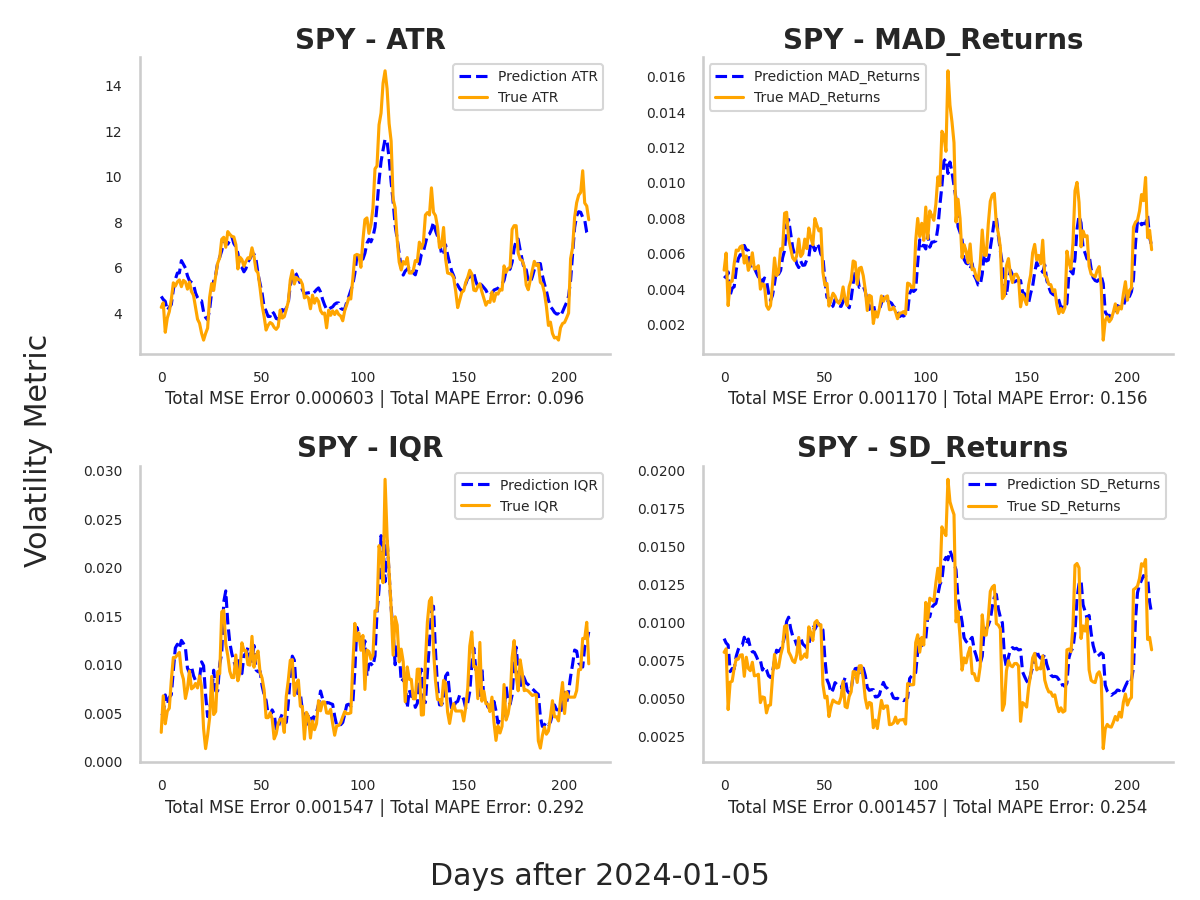 SPY - ATR
14
12
10
8
6
4
0 50 100 150 200
Prediction ATR
True ATR
Total MSE Error 0.000603 | Total MAPE Error: 0.096
SPY - MAD_Returns
0.016
0.014
0.012
0.010
0.008
0.006
0.004
0.002
0 50 100 150 200
Prediction MAD_Returns
True MAD_Returns
Total MSE Error 0.001170 | Total MAPE Error: 0.156
Volatility Metric
SPY - IQR
0.030
0.025
0.020
0.015
0.010
0.005
0.000
0 50 100 150 200
Prediction IQR
True IQR
Total MSE Error 0.001547 | Total MAPE Error: 0.292
SPY - SD_Returns
0.0200
0.0175
0.0150
0.0125
0.0100
0.0075
0.0050
0.0025
0 50 100 150 200
Prediction SD_Returns
True SD_Returns
Total MSE Error 0.001457 | Total MAPE Error: 0.254
Days after 2024-01-05